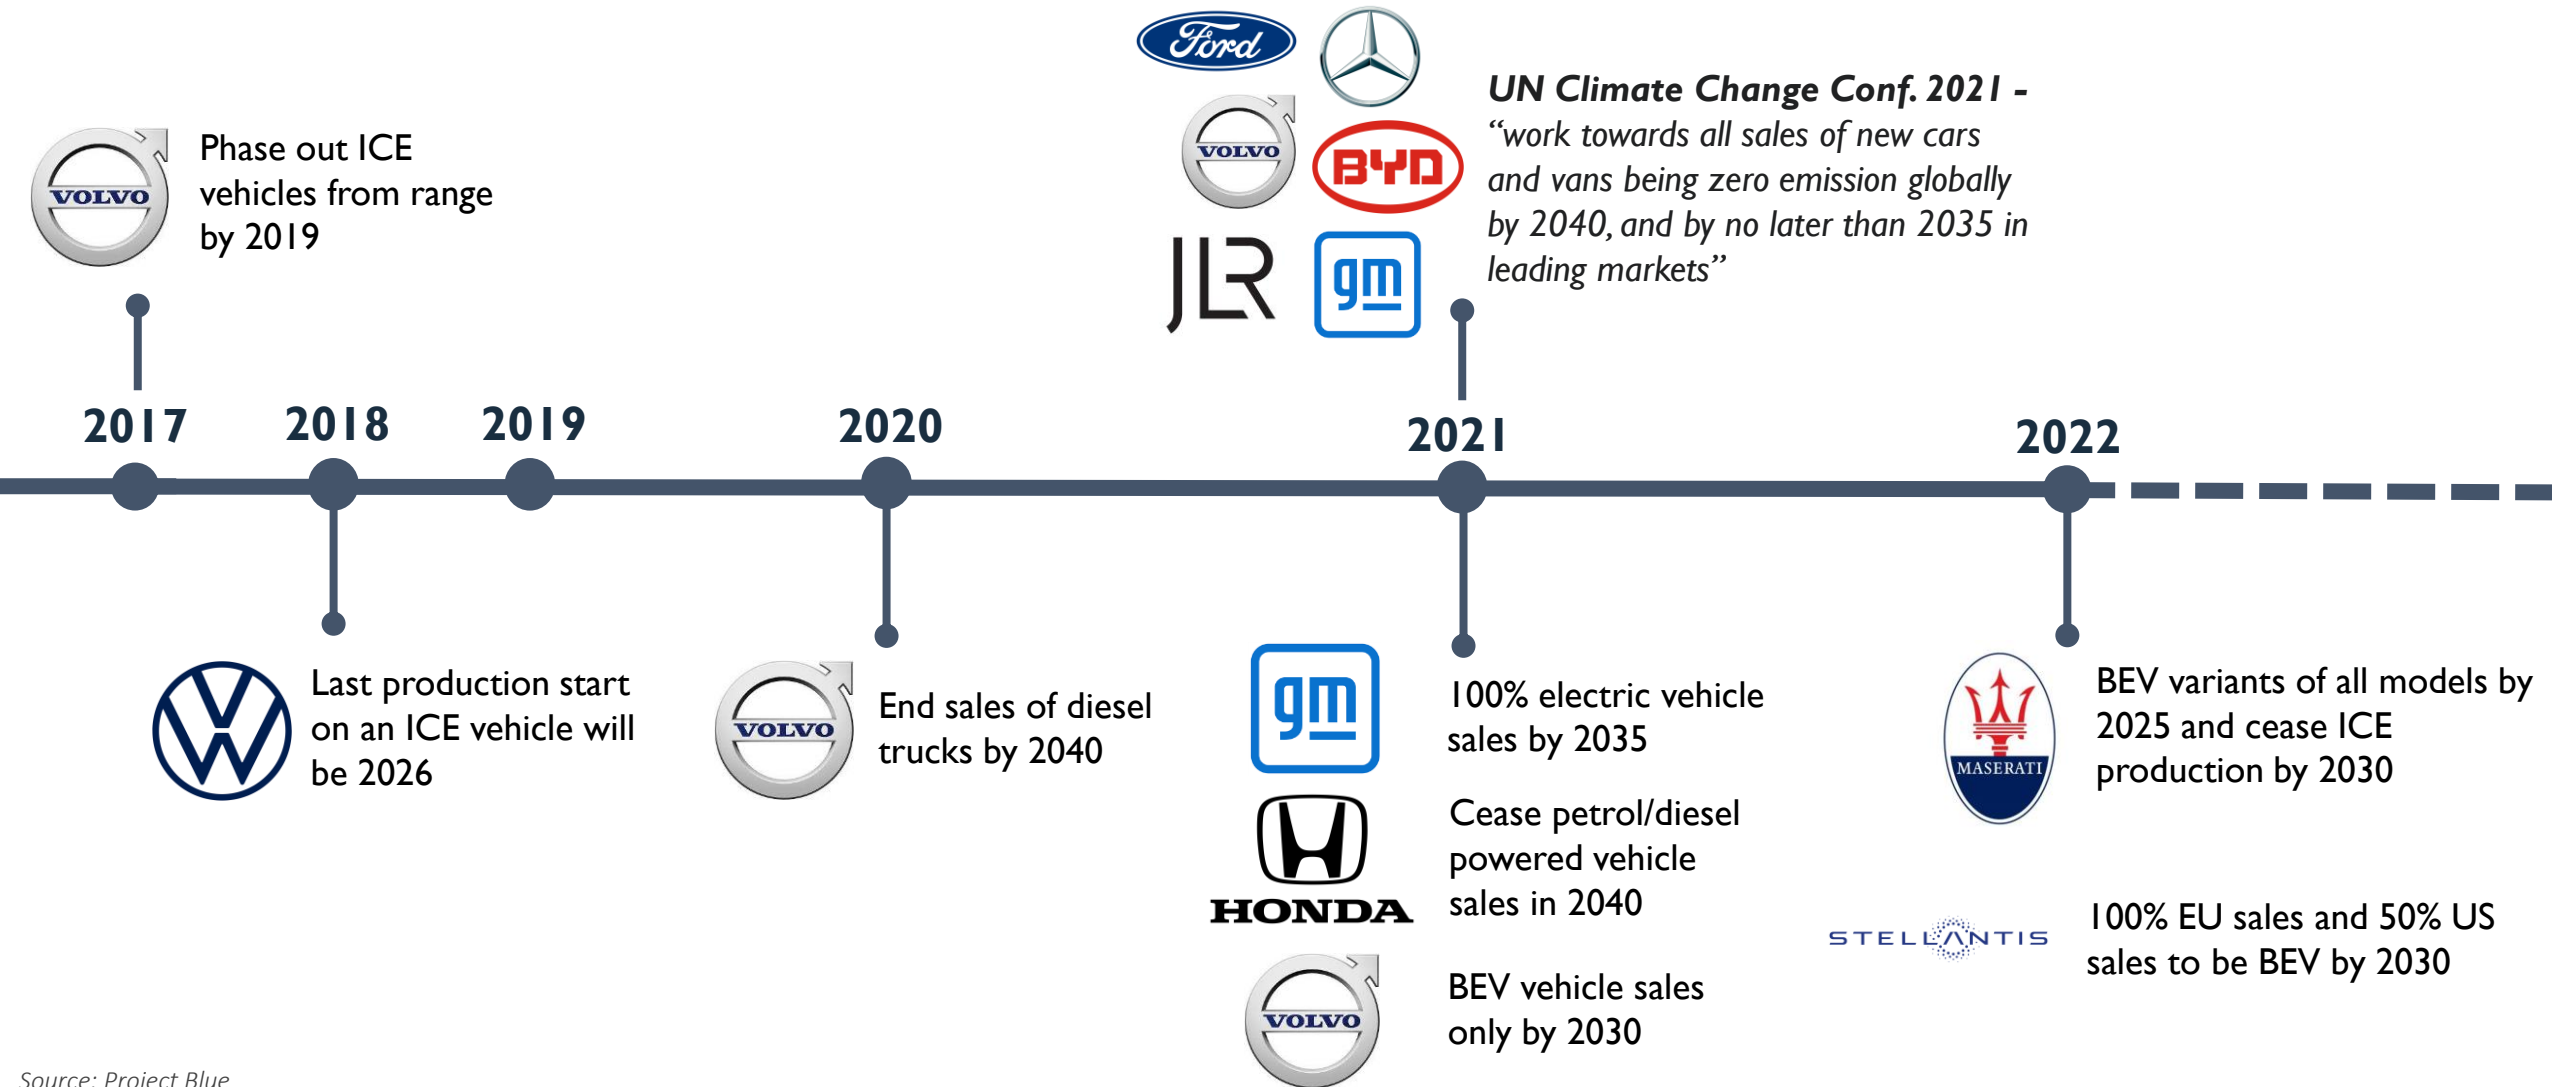 Ford
UN Climate Change Conf. 2021 -
“work towards all sales of new cars
and vans being zero emission globally
by 2040, and by no later than 2035 in
leading markets”
VOLVO
BYD
JLR
gm
VOLVO
Phase out ICE
vehicles from range
by 2019
2017
2018
2019
2020
2021
2022
Last production start
on an ICE vehicle will
be 2026
VOLVO
End sales of diesel
trucks by 2040
gm
100% electric vehicle
sales by 2035
HONDA
Cease petrol/diesel
powered vehicle
sales in 2040
VOLVO
BEV vehicle sales
only by 2030
MASERATI
BEV variants of all models by
2025 and cease ICE
production by 2030
STELLANTIS
100% EU sales and 50% US
sales to be BEV by 2030
Source: Project Blue